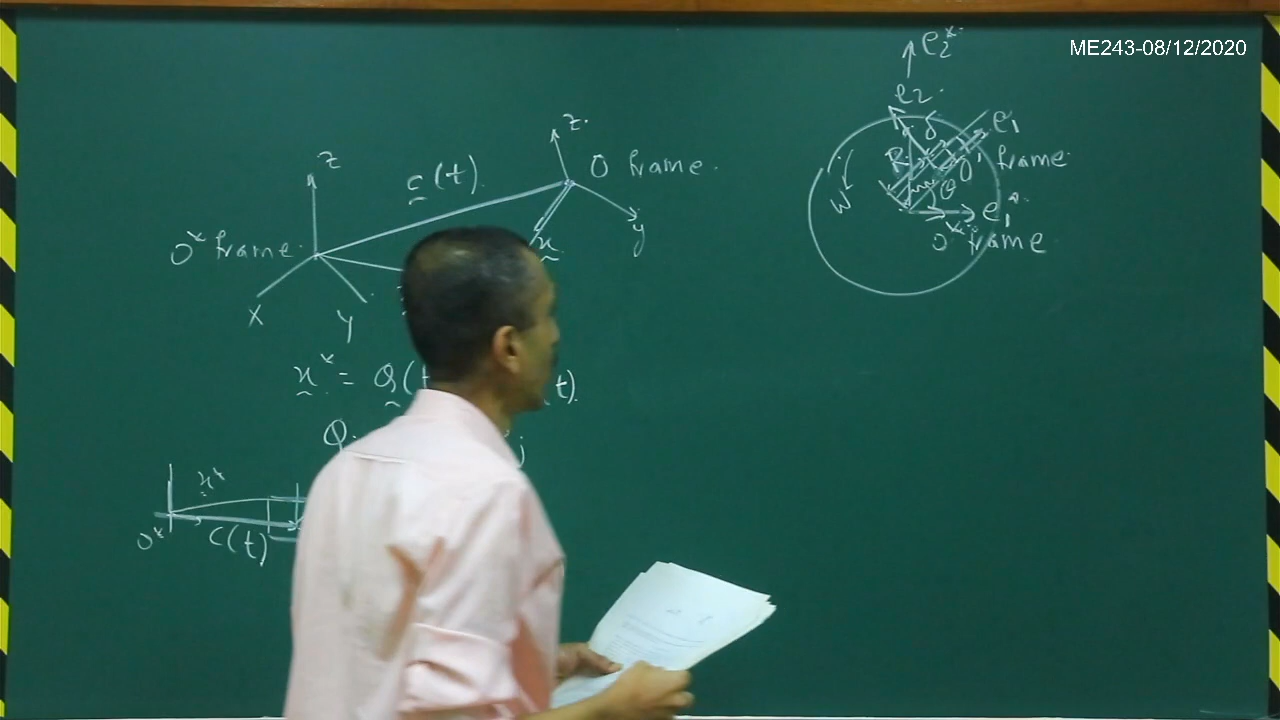 ME243-08/12/2020
z
c(t)
z
O frame
O* frame
x
y
x
y
x* = Q(t
t)
j
x*
O*
c(t)
e2*
e2
e1
R
frame
θ
ω
e1*
O* frame